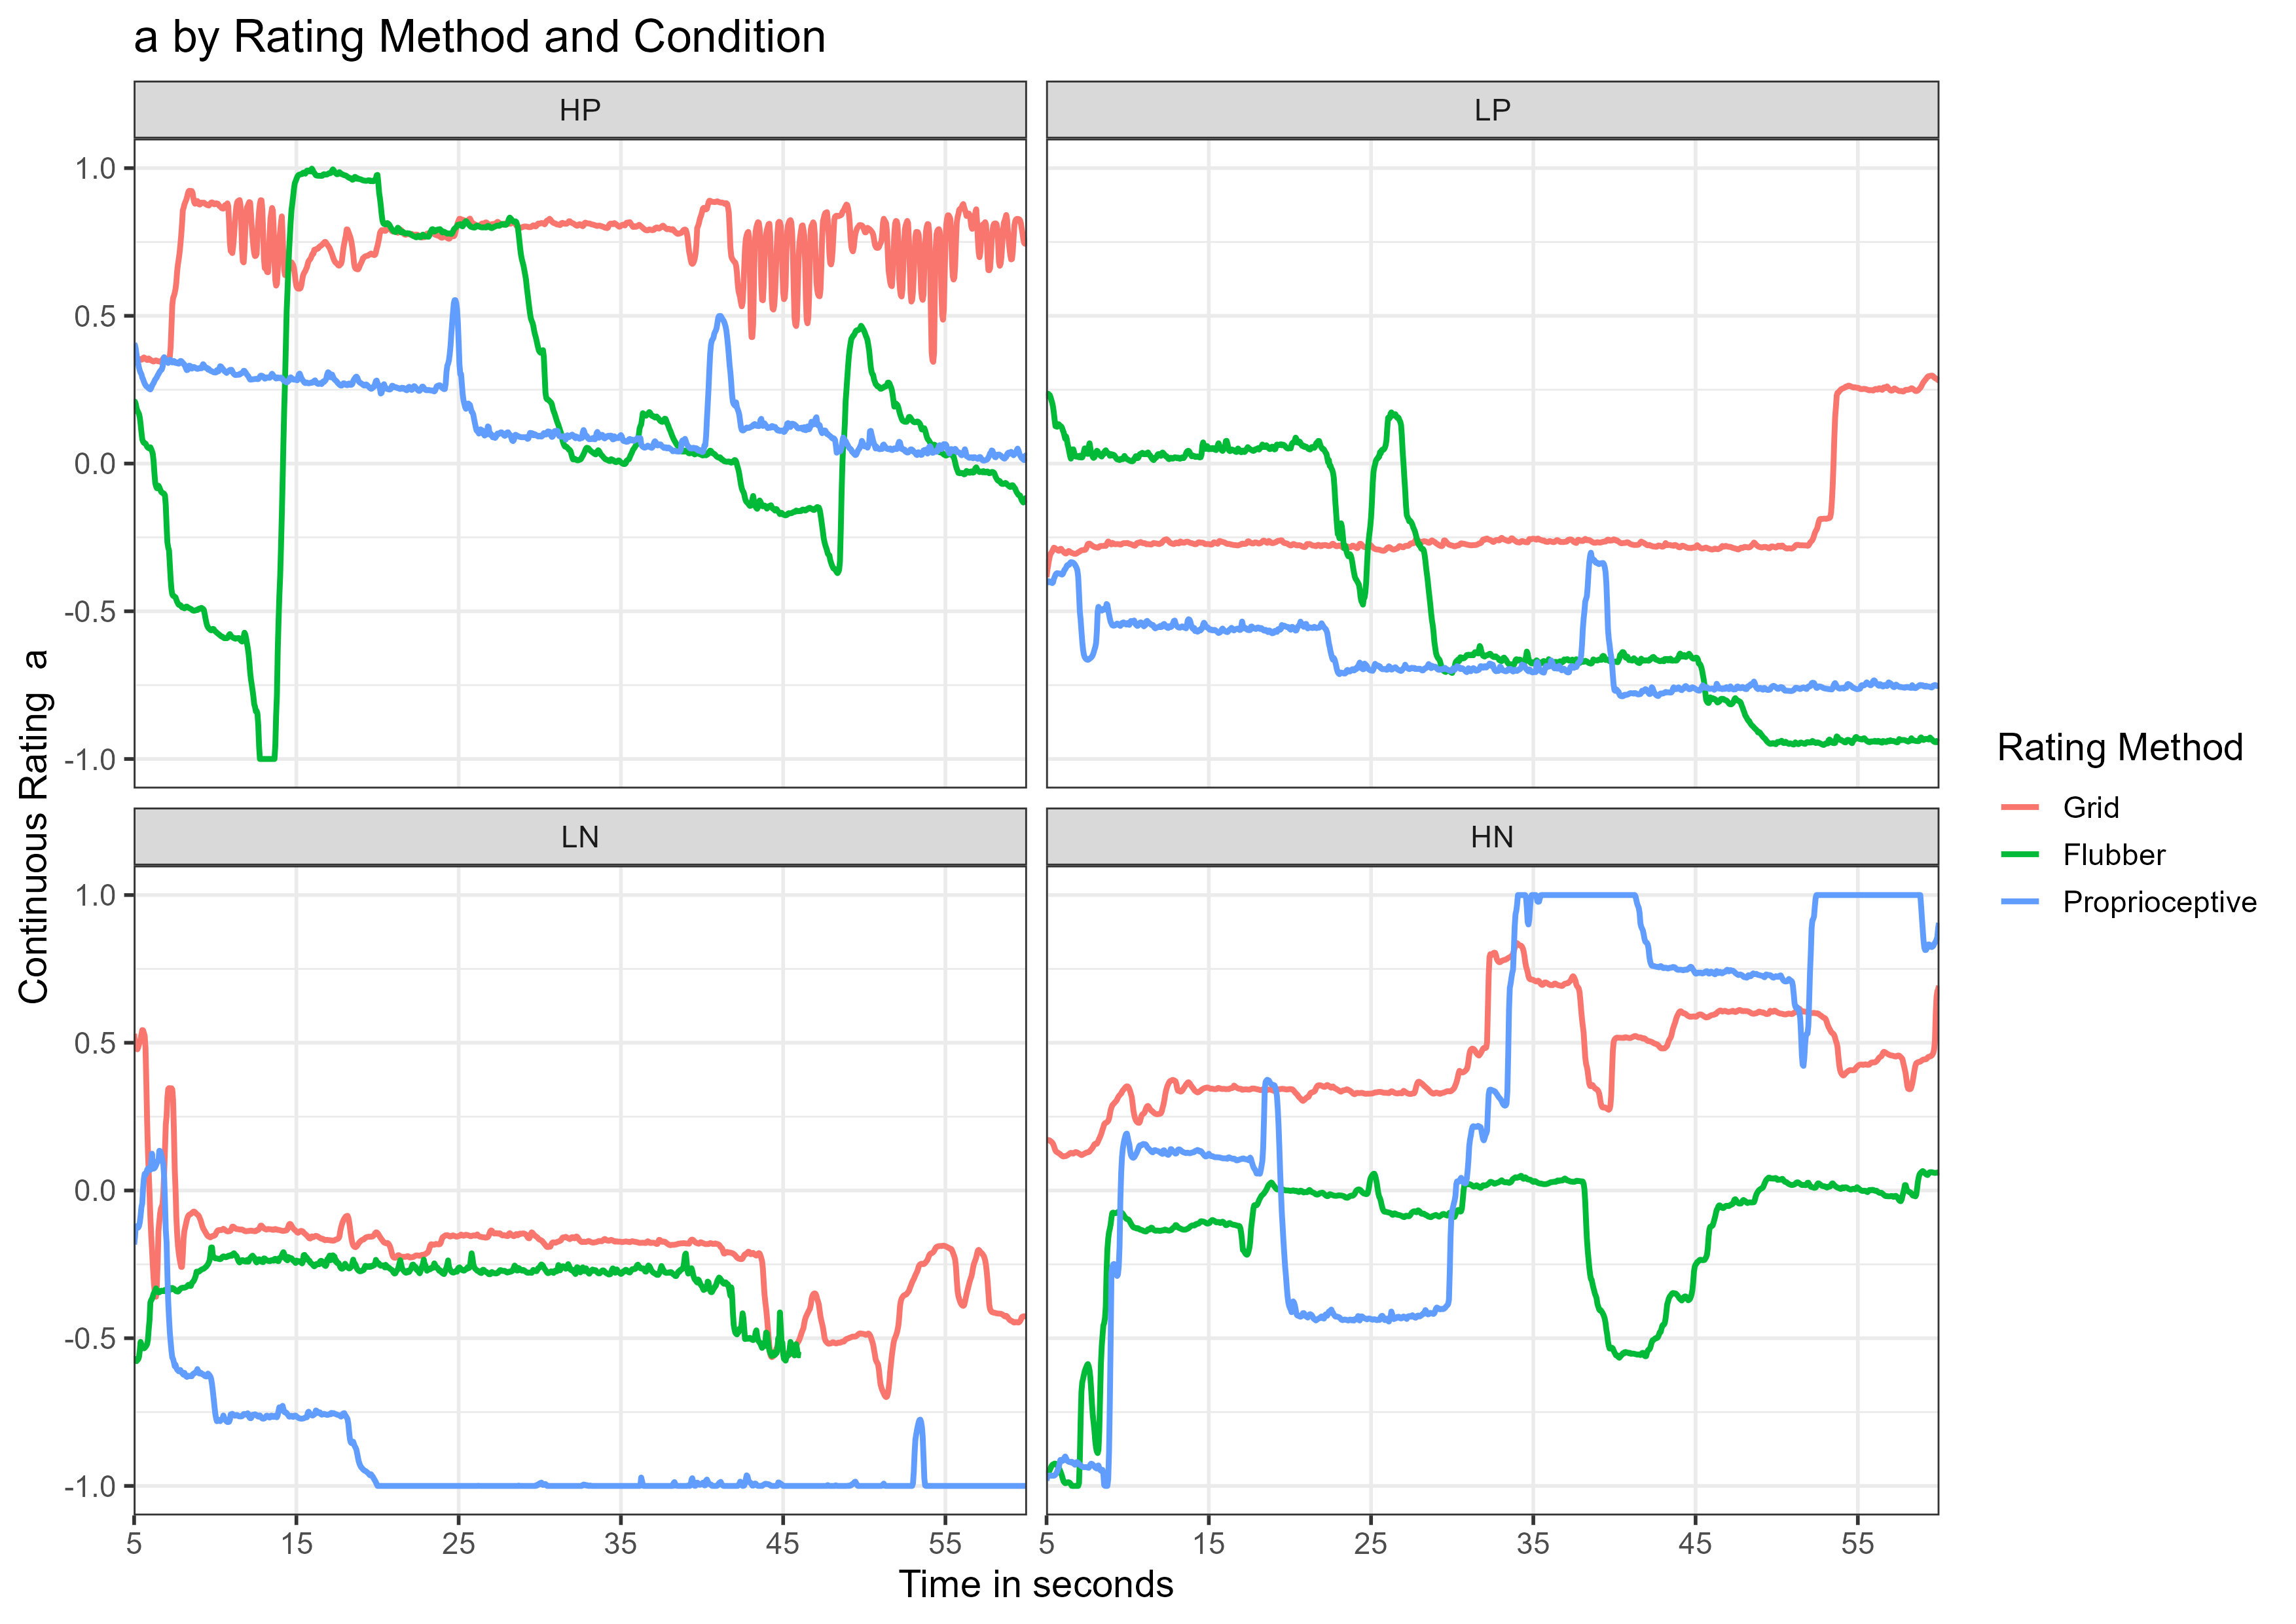 a by Rating Method and Condition
HP
LP
1.0
0.5
0.0
-0.5
-1.0
LN
HN
1.0
0.5
0.0
-0.5
-1.0
5 15 25 35 45 55
5 15 25 35 45 55
Time in seconds
Continuous Rating a
Rating Method
Grid
Flubber
Proprioceptive